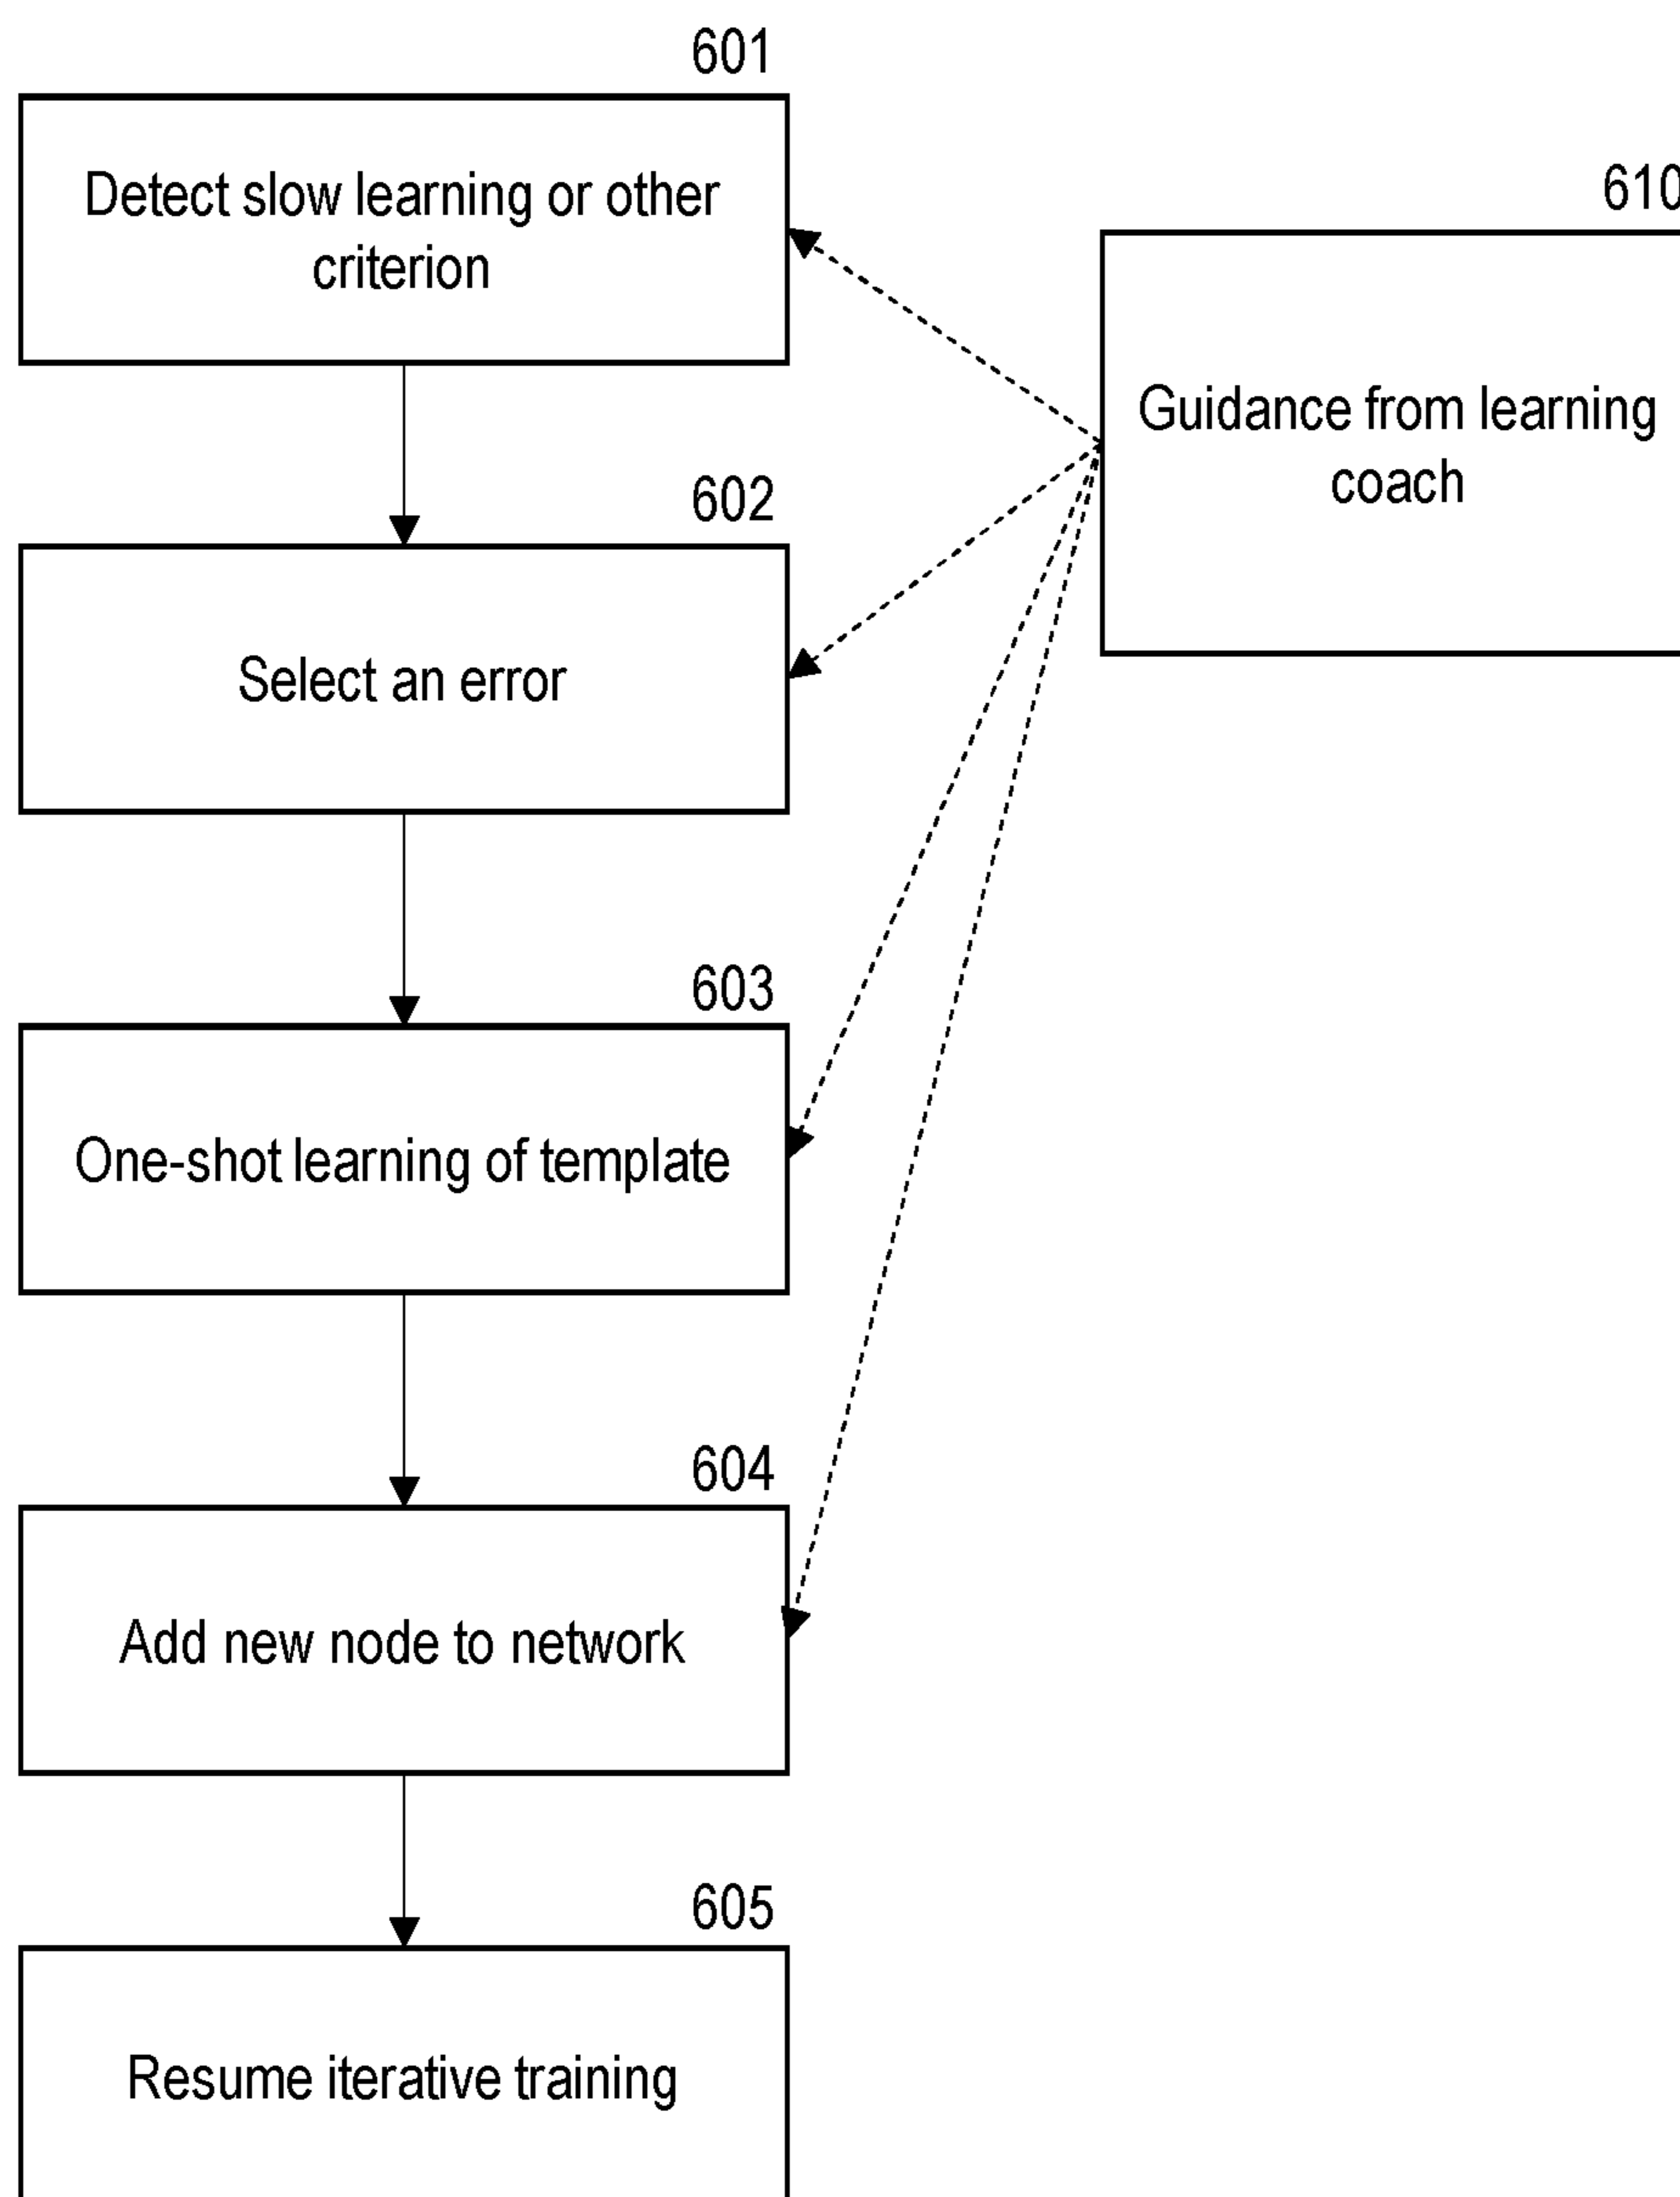 601
Detect slow learning or other
criterion
610
Guidance from learning
coach
602
Select an error
603
One-shot learning of template
604
Add new node to network
605
Resume iterative training